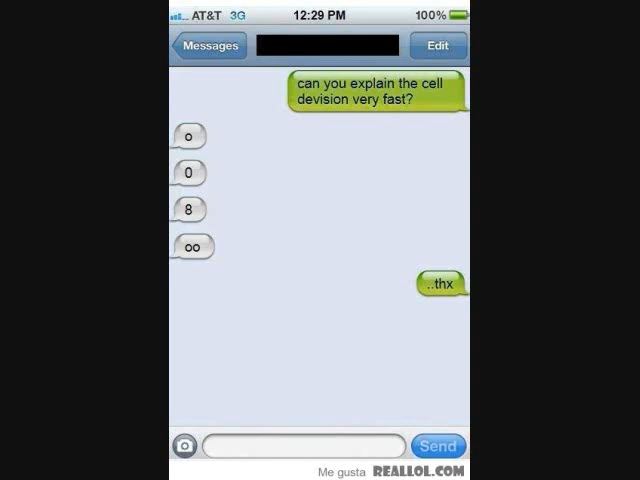 AT&T 3G 12:29 PM 100%
Messages Edit
can you explain the cell
devision very fast?
o
0
8
oo
..thx
Send
Me gusta REALLOL.COM